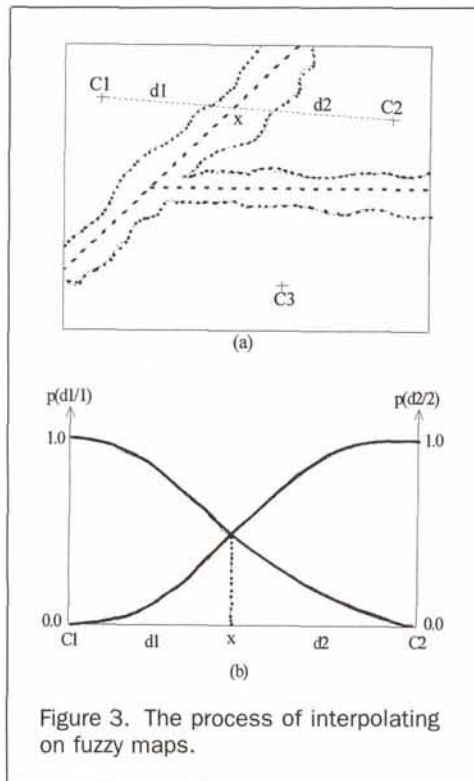 C1 d1 d2 C2
x
C3
(a)
p(d1/1) p(d2/2)
1.0 1.0
0.0 0.0
C1 d1 x d2 C2
(b)
Figure 3. The process of interpolating
on fuzzy maps.